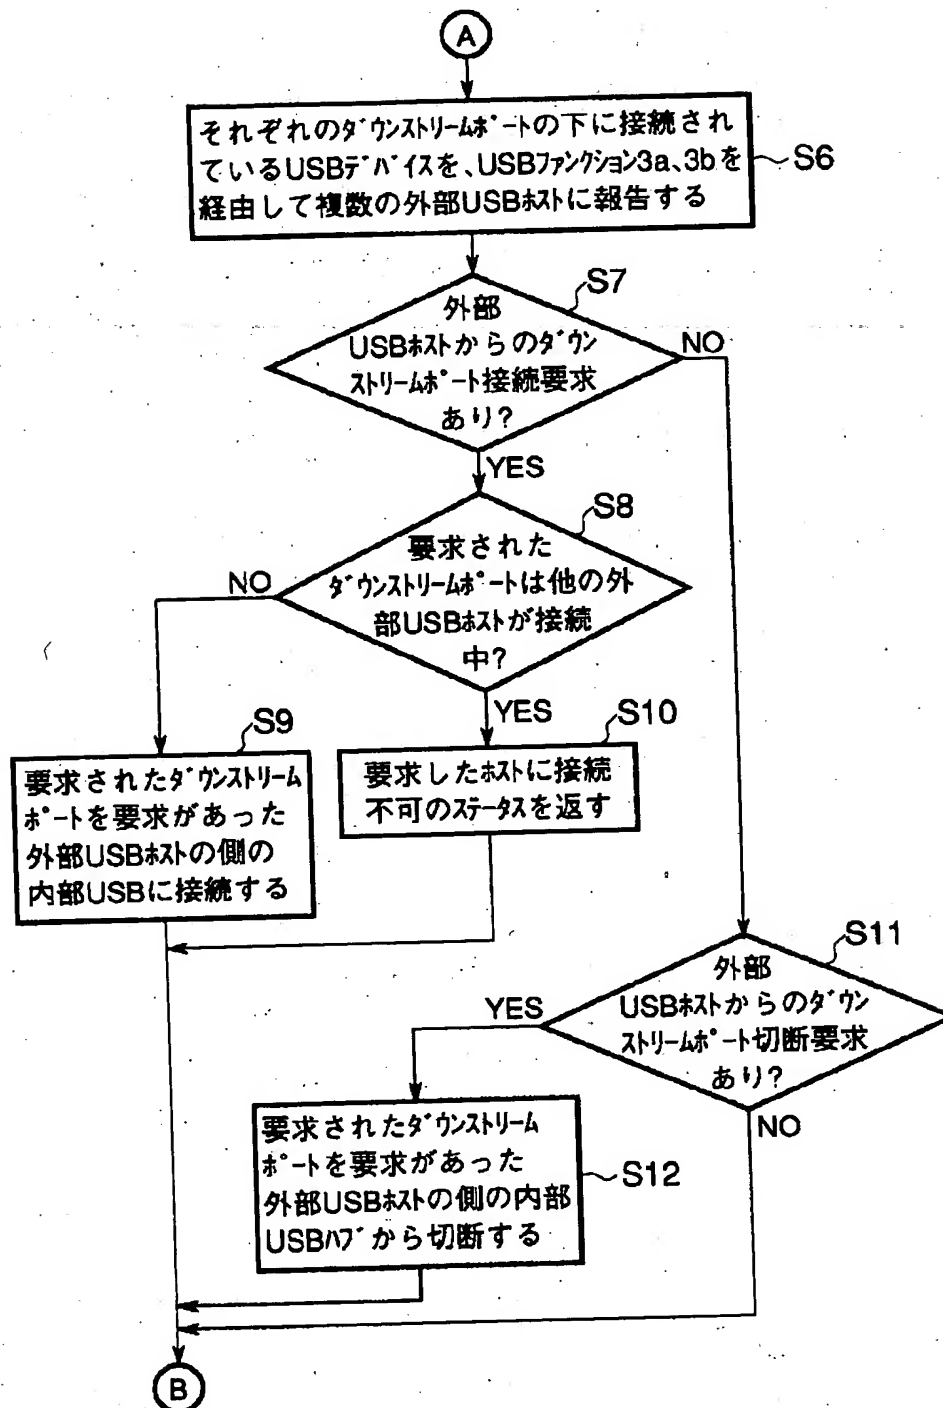 A
それぞれのダウンストリームポートの下に接続され
ているUSBデバイスを、USBファンクション3a、3bを
経由して複数の外部USBホストに報告する
S6
S7
外部
USBホストからのダウン
ストリームポート接続要求
あり?
NO
YES
S8
要求された
ダウンストリームポートは他の外
部USBホストが接続
中?
NO
YES
S9
要求されたダウンストリーム
ポートを要求があった
外部USBホストの側の
内部USBに接続する
S10
要求したホストに接続
不可のステータスを返す
S11
外部
USBホストからのダウン
ストリームポート切断要求
あり?
YES
NO
要求されたダウンストリーム
ポートを要求があった
外部USBホストの側の内部
USBハブから切断する
S12
B